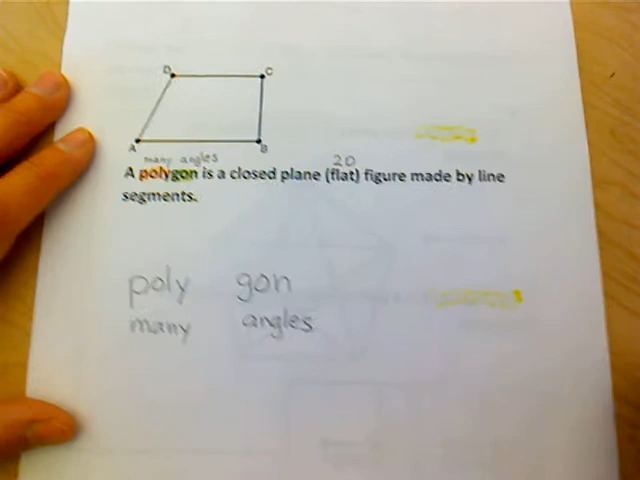 D C
A B
many angles 2D
A polygon is a closed plane (flat) figure made by line
segments.
poly gon
many angles